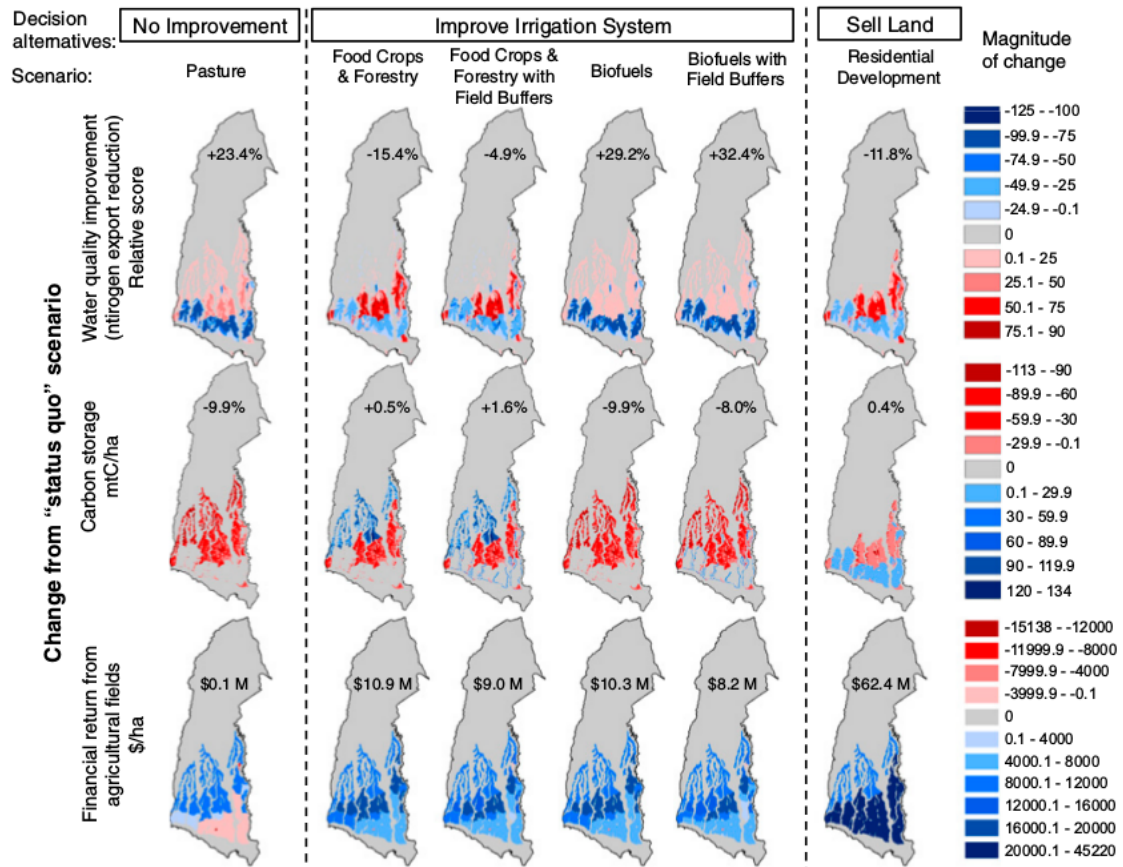 Decision alternatives:
No Improvement
Improve Irrigation System
Sell Land
Scenario:
Pasture
Food Crops
& Forestry
Food Crops &
Forestry with
Field Buffers
Biofuels
Biofuels with
Field Buffers
Residential
Development
Magnitude
of change
Change from “status quo” scenario
Water quality improvement
(ntirogen export reduction)
Relative score
+23.4%
-15.4%
-4.9%
+29.2%
+32.4%
-11.8%
-125 - -100
-99.9 - -75
-74.9 - -50
-49.9 - -25
-24.9 - -0.1
0
0.1 - 25
25.1 - 50
50.1 - 75
75.1 - 90
Carbon storage
mtC/ha
-9.9%
+0.5%
+1.6%
-9.9%
-8.0%
0.4%
-113 - -90
-89.9 - -60
-59.9 - -30
-29.9 - -0.1
0
0.1 - 29.9
30 - 59.9
60 - 89.9
90 - 119.9
120 - 134
Financial return from
agricultural fields
$/ha
$0.1 M
$10.9 M
$9.0 M
$10.3 M
$8.2 M
$62.4 M
-15138 - -12000
-11999.9 - -8000
-7999.9 - -4000
-3999.9 - -0.1
0
0.1 - 4000
4000.1 - 8000
8000.1 - 12000
12000.1 - 16000
16000.1 - 20000
20000.1 - 45220